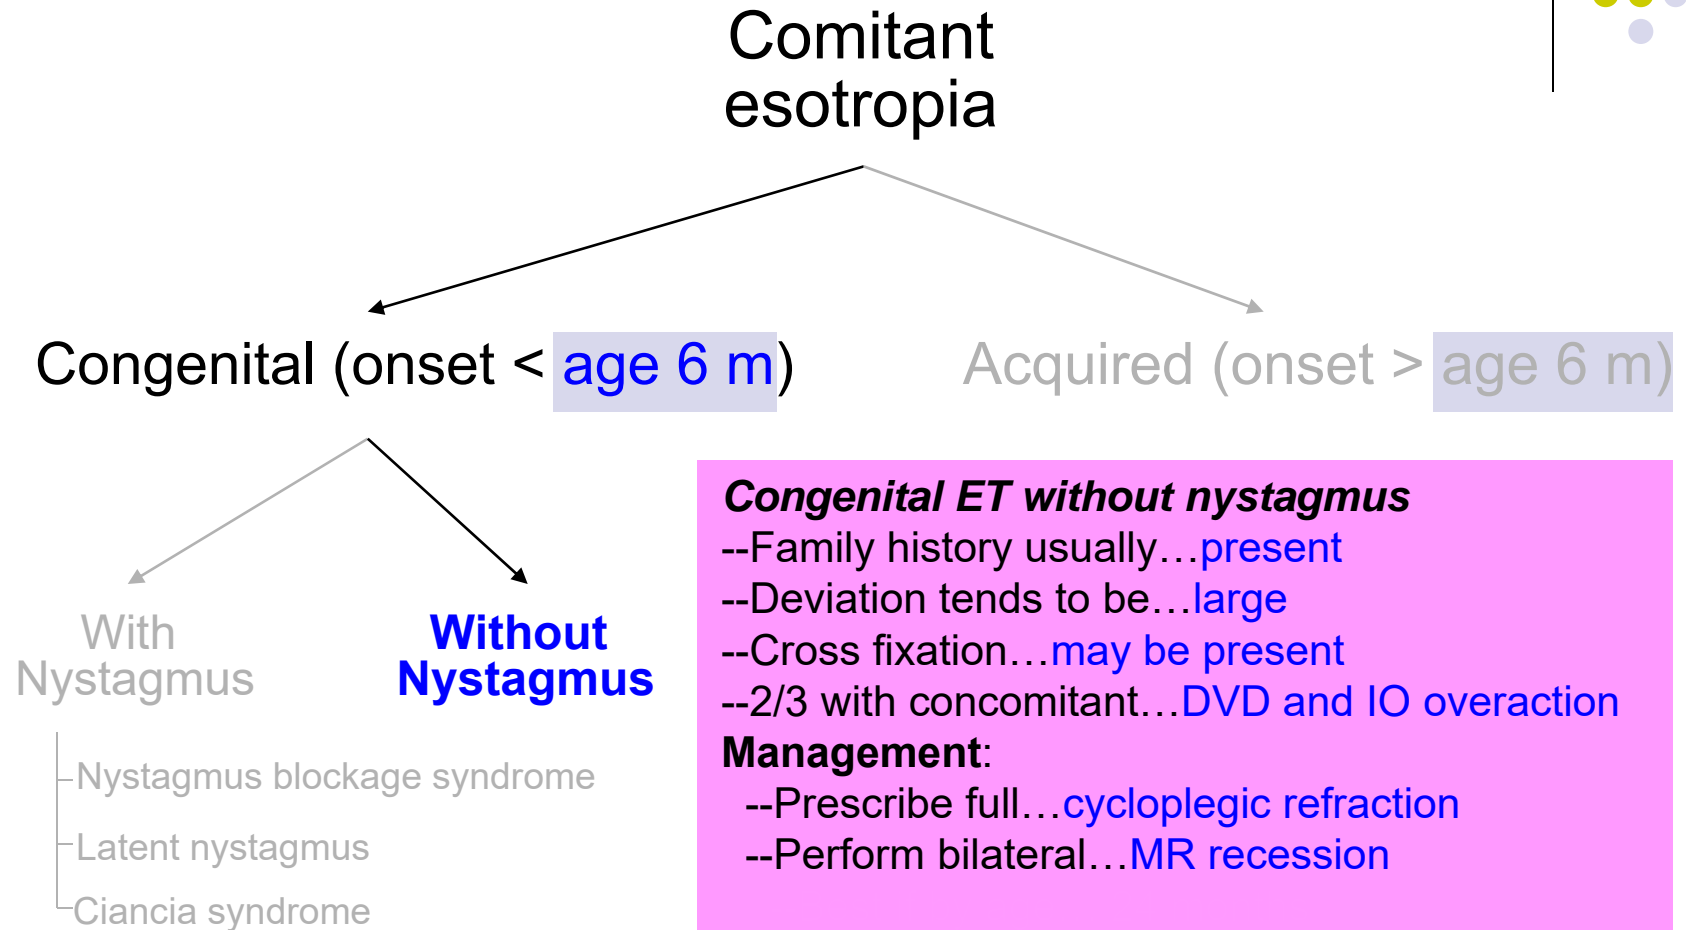 Comitant
esotropia
Congenital (onset < age 6 m)
Acquired (onset > age 6 m)
With
Nystagmus
Without
Nystagmus
Nystagmus blockage syndrome
Latent nystagmus
Ciancia syndrome
Congenital ET without nystagmus
--Family history usually…present
--Deviation tends to be…large
--Cross fixation…may be present
--2/3 with concomitant…DVD and IO overaction
Management:
--Prescribe full…cycloplegic refraction
--Perform bilateral…MR recession